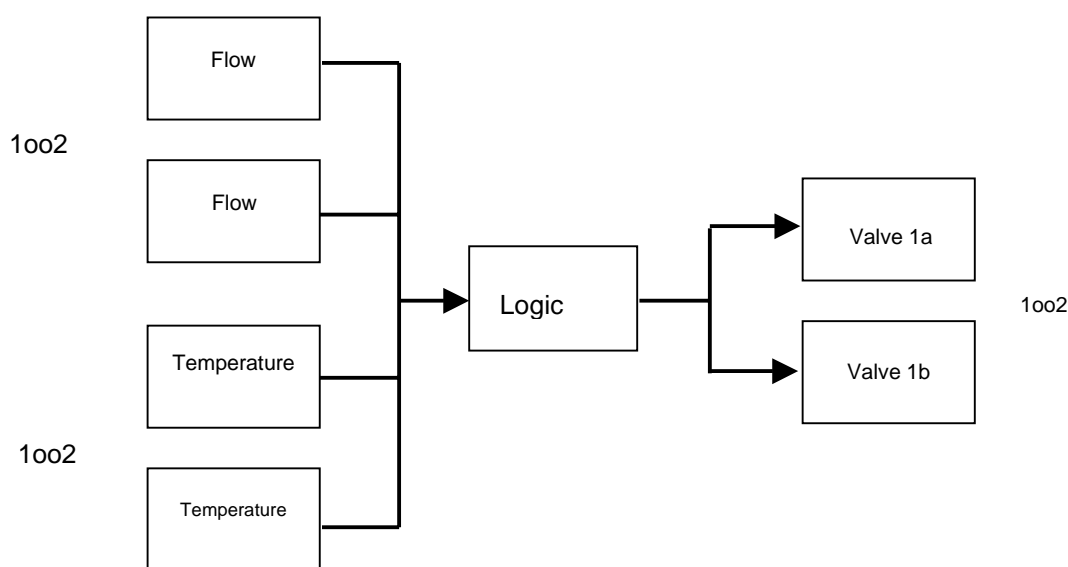 Flow
1oo2
Flow
Temperature
1oo2
Temperature
Logic
Valve 1a
1oo2
Valve 1b